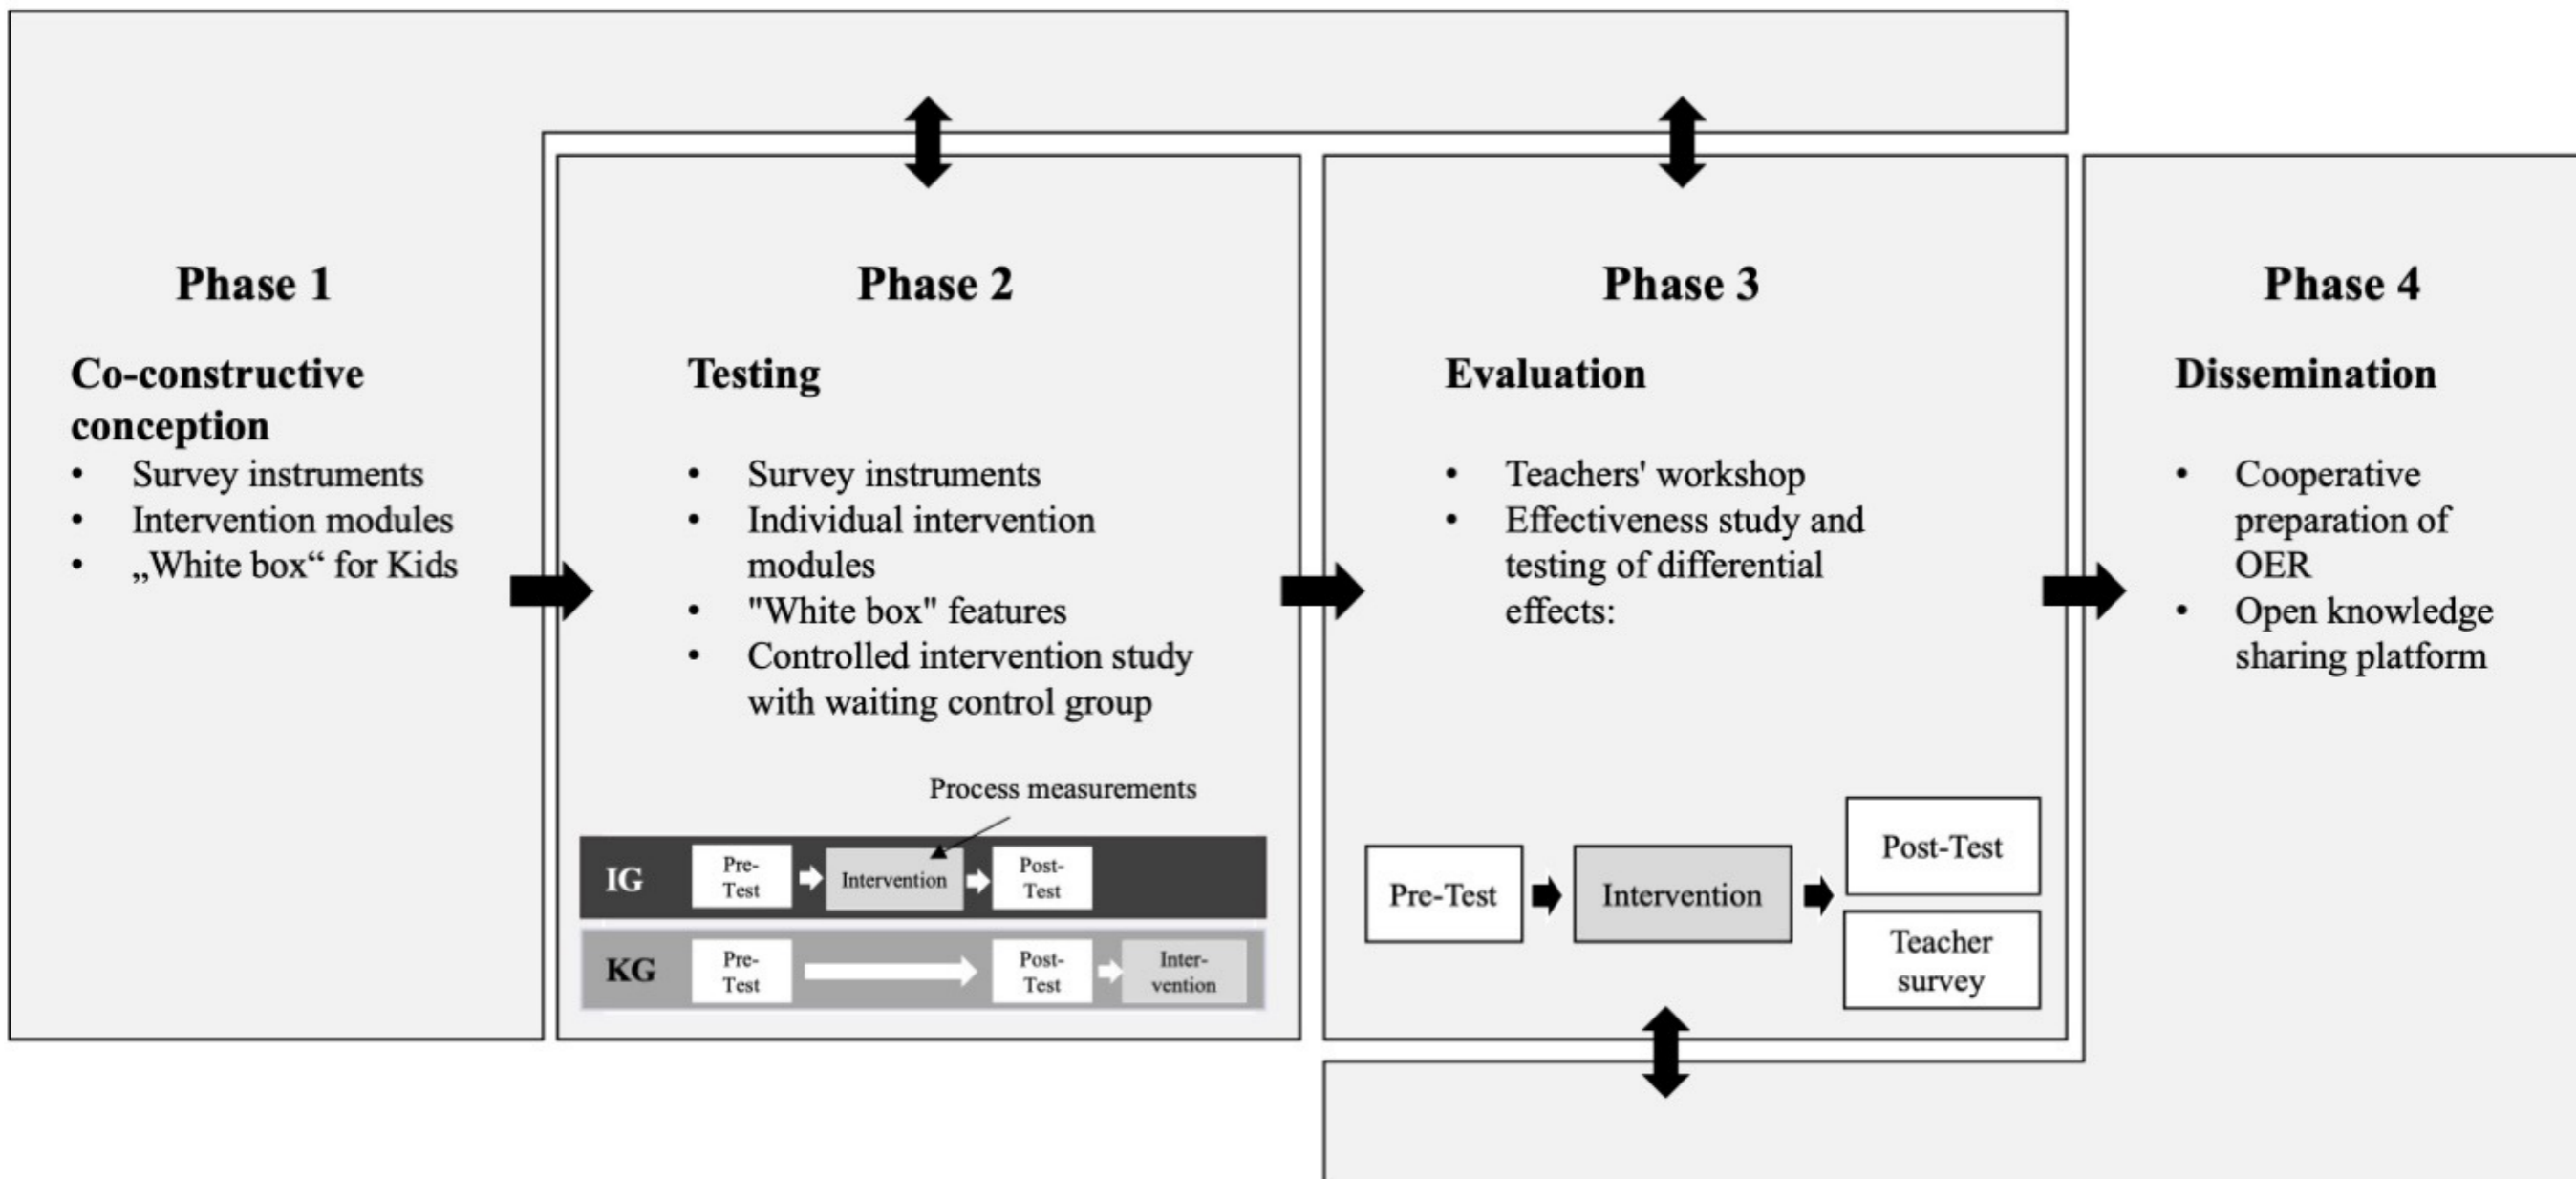 Phase 1
Co-constructive
conception
• Survey instruments
• Intervention modules
• „White box“ for Kids
Phase 2
Testing
• Survey instruments
• Individual intervention
modules
• "White box" features
• Controlled intervention study
with waiting control group
Process measurements
IG
Pre-
Test
Intervention
Post-
Test
KG
Pre-
Test
Post-
Test
Inter-
vention
Phase 3
Evaluation
• Teachers' workshop
• Effectiveness study and
testing of differential
effects:
Pre-Test
Intervention
Post-Test
Teacher
survey
Phase 4
Dissemination
• Cooperative
preparation of
OER
• Open knowledge
sharing platform